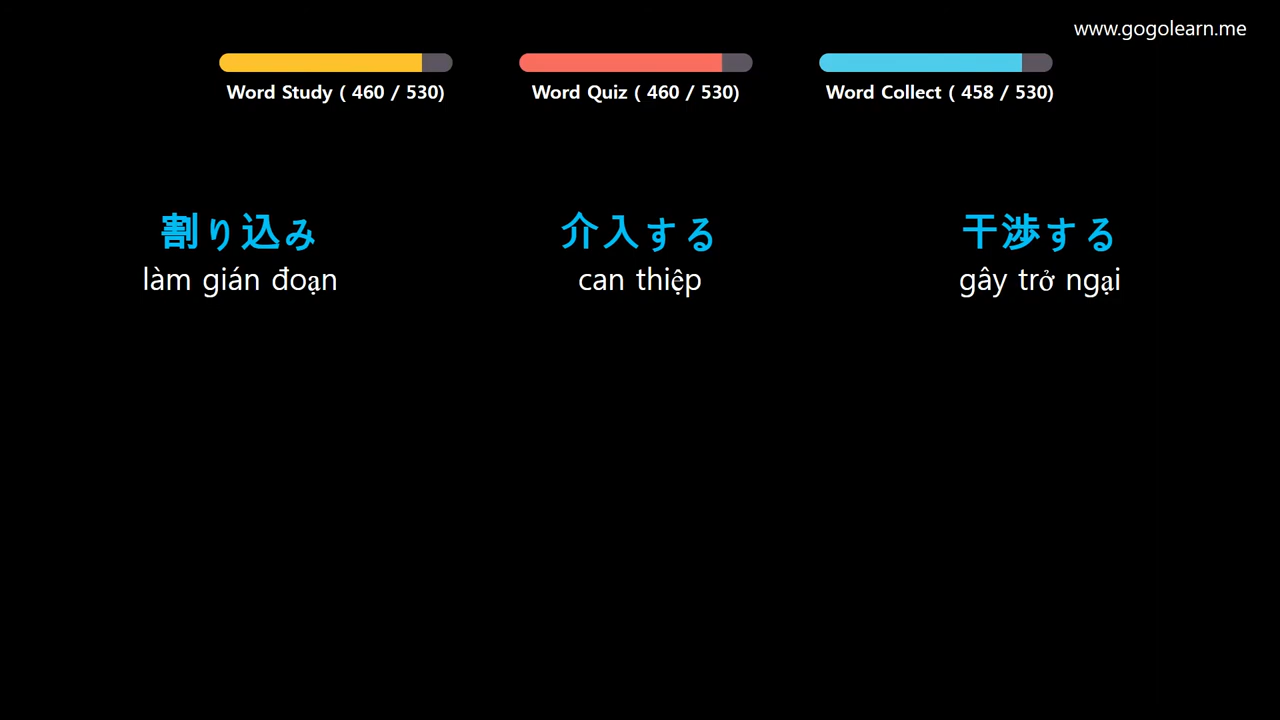 www.gogolearn.me
Word Study ( 460 / 530)
Word Quiz ( 460 / 530)
Word Collect ( 458 / 530)
割り込み
làm gián đoạn
介入する
can thiệp
干渉する
gây trở ngại